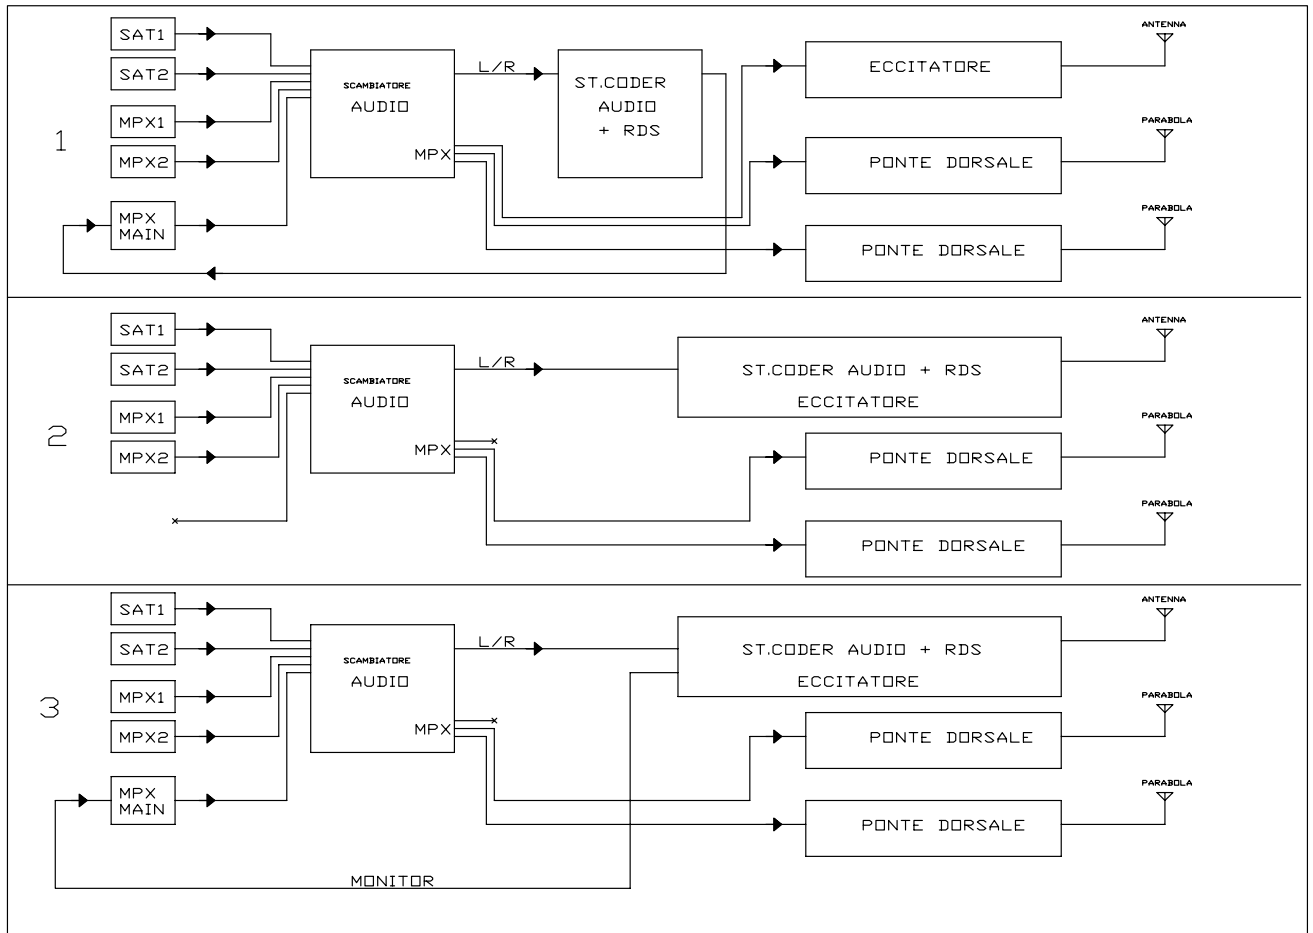 1
SAT1
SAT2
MPX1
MPX2
MPX
MAIN
SCAMBIATORE
AUDIO
MPX
L/R
ST.CODER
AUDIO
+ RDS
ECCITATORE
PONTE DORSALE
PONTE DORSALE
ANTENNA
PARABOLA
PARABOLA
2
SAT1
SAT2
MPX1
MPX2
SCAMBIATORE
AUDIO
MPX
L/R
ST.CODER AUDIO + RDS
ECCITATORE
PONTE DORSALE
PONTE DORSALE
ANTENNA
PARABOLA
PARABOLA
3
SAT1
SAT2
MPX1
MPX2
MPX
MAIN
SCAMBIATORE
AUDIO
MPX
L/R
ST.CODER AUDIO + RDS
ECCITATORE
PONTE DORSALE
PONTE DORSALE
ANTENNA
PARABOLA
PARABOLA
MONITOR